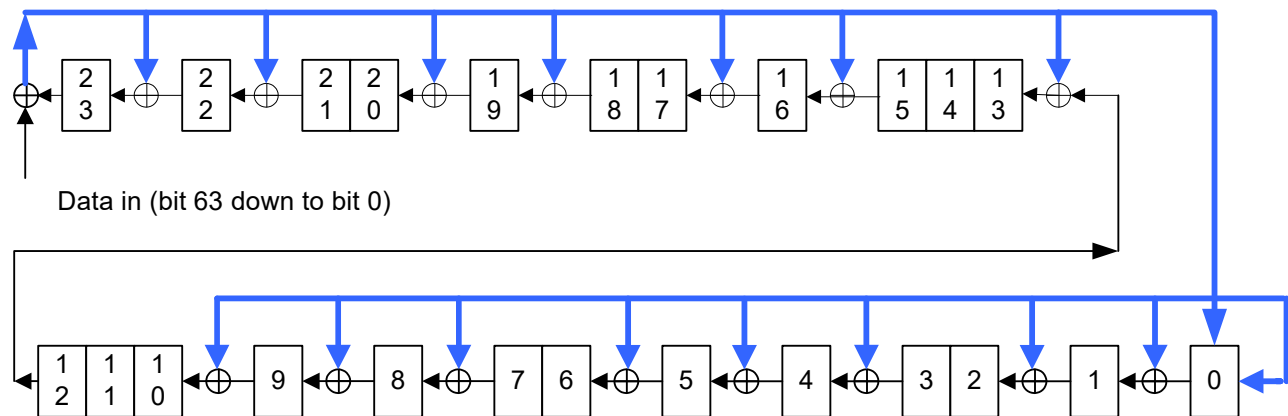 2 2 2 2 1 1 1 1 1 1 1
3 2 1 0 9 8 7 6 5 4 3
Data in (bit 63 down to bit 0)
1 1 1 9 8 7 6 5 4 3 2 1 0
2 1 0